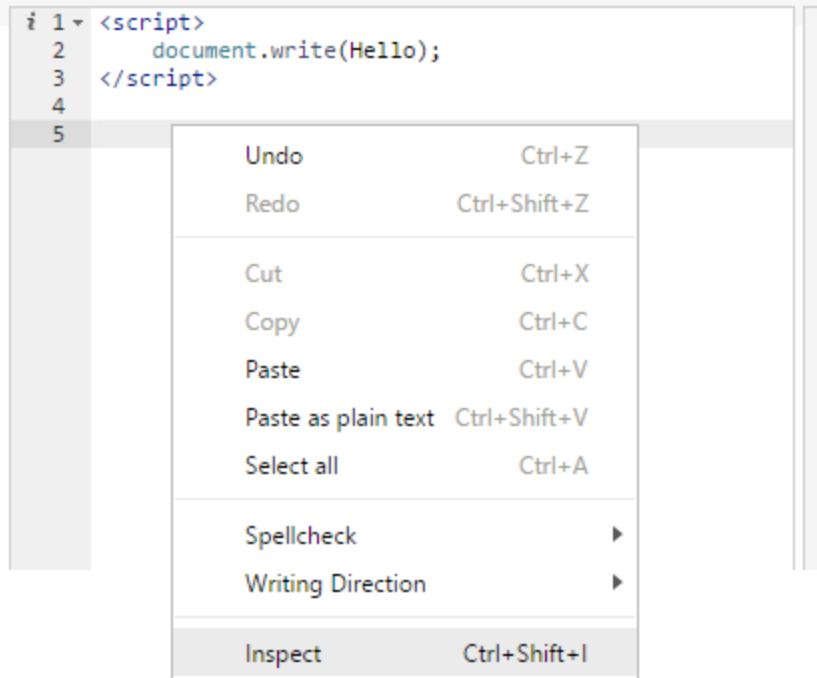 i 1 <script>
2 document.write(Hello);
3 </script>
4
5
Undo Ctrl+Z
Redo Ctrl+Shift+Z
Cut Ctrl+X
Copy Ctrl+C
Paste Ctrl+V
Paste as plain text Ctrl+Shift+V
Select all Ctrl+A
Spellcheck
Writing Direction
Inspect Ctrl+Shift+I